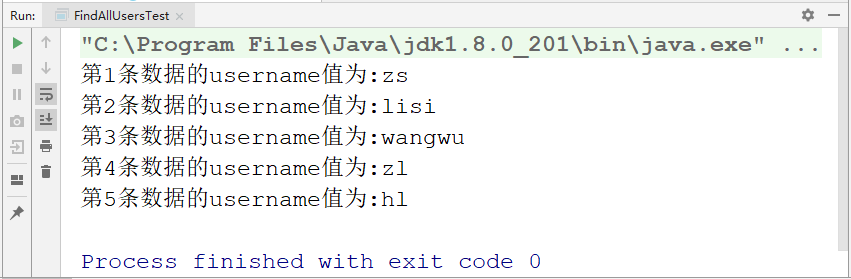 Run: FindAllUsersTest
"C:\Program Files\Java\jdk1.8.0_201\bin\java.exe" ...
第1条数据的username值为:zs
第2条数据的username值为:lisi
第3条数据的username值为:wangwu
第4条数据的username值为:zl
第5条数据的username值为:hl
Process finished with exit code 0